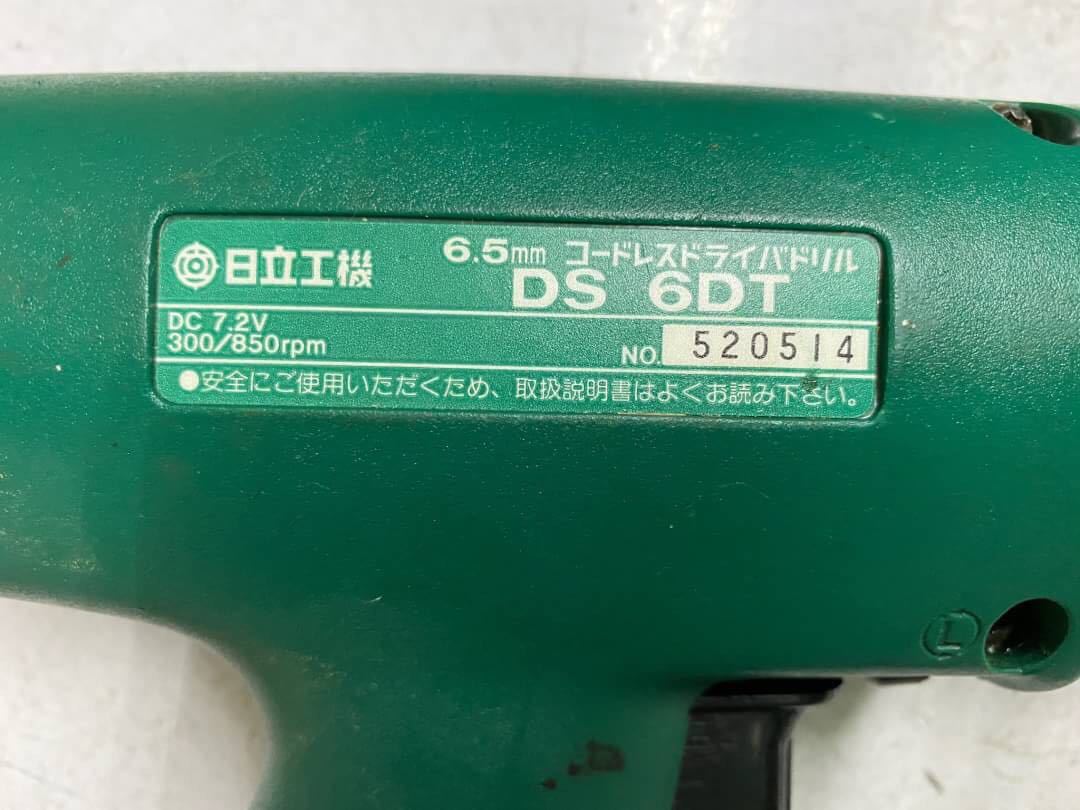 日立工機
6.5mm コードレスドライバドリル
DS 6DT
DC 7.2V
300/850rpm
NO. 520514
●安全にご使用いただくため、取扱説明書はよくお読み下さい。
L